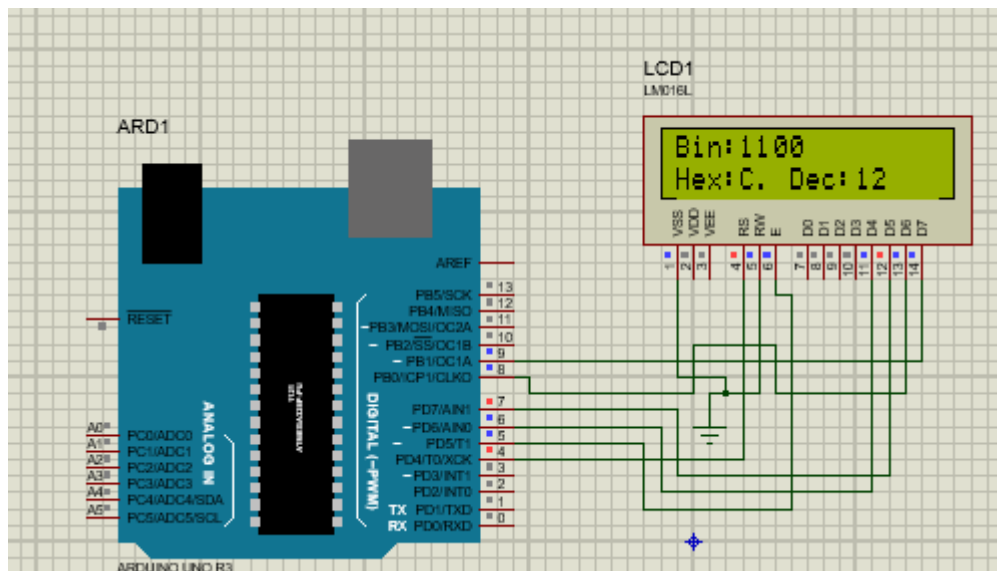 LCD1
LM016L
ARD1
Bin:1100
Hex:C. Dec:12
VSS
VDD
VEE
RS
RW
E
D0
D1
D2
D3
D4
D5
D6
D7
1
2
3
4
5
6
7
8
9
10
11
12
13
14
AREF
PB5/SCK 13
PB4/MISO 12
~PB3/MOSI/OC2A 11
~PB2/SS/OC1B 10
~PB1/OC1A 9
PB0/ICP1/CLKO 8
PD7/AIN1 7
~PD6/AIN0 6
~PD5/T1 5
PD4/T0/XCK 4
~PD3/INT1 3
PD2/INT0 2
TX PD1/TXD 1
RX PD0/RXD 0
RESET
DIGITAL (~PWM)
ANALOG IN
A0 PC0/ADC0
A1 PC1/ADC1
A2 PC2/ADC2
A3 PC3/ADC3
A4 PC4/ADC4/SDA
A5 PC5/ADC5/SCL
ARDUINO UNO R3